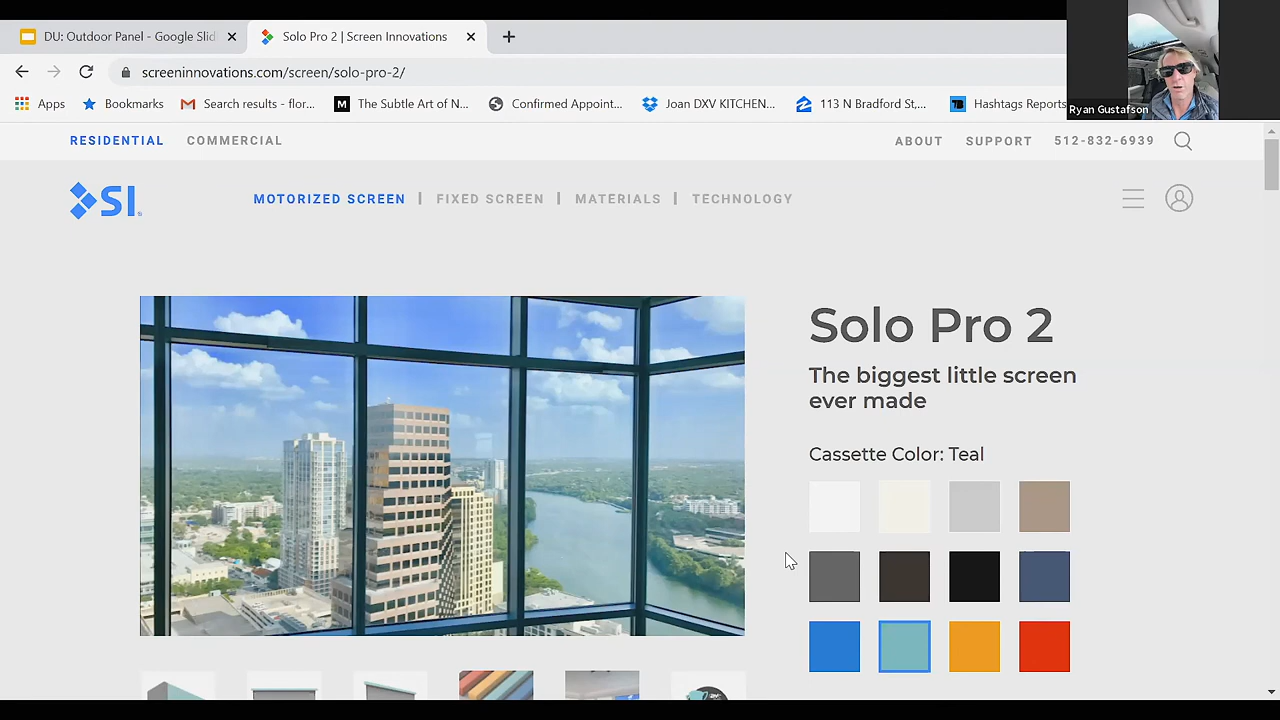 DU: Outdoor Panel - Google Slid
Solo Pro 2 | Screen Innovations
screeninnovations.com/screen/solo-pro-2/
Apps
Bookmarks
Search results - flor...
The Subtle Art of N...
Confirmed Appoint...
Joan DXV KITCHEN...
113 N Bradford St,...
Hashtags Reports
Ryan Gustafson
RESIDENTIAL COMMERCIAL
ABOUT SUPPORT 512-832-6939
SI
MOTORIZED SCREEN | FIXED SCREEN | MATERIALS | TECHNOLOGY
Solo Pro 2
The biggest little screen
ever made
Cassette Color: Teal